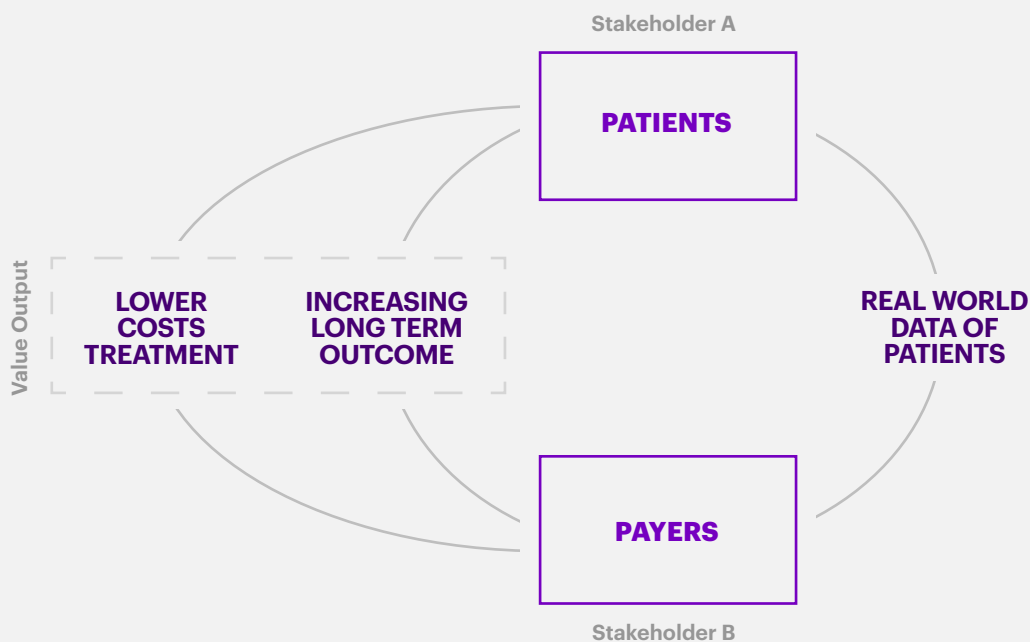 Stakeholder A
PATIENTS
Value Output
LOWER
COSTS
TREATMENT
INCREASING
LONG TERM
OUTCOME
REAL WORLD
DATA OF
PATIENTS
PAYERS
Stakeholder B